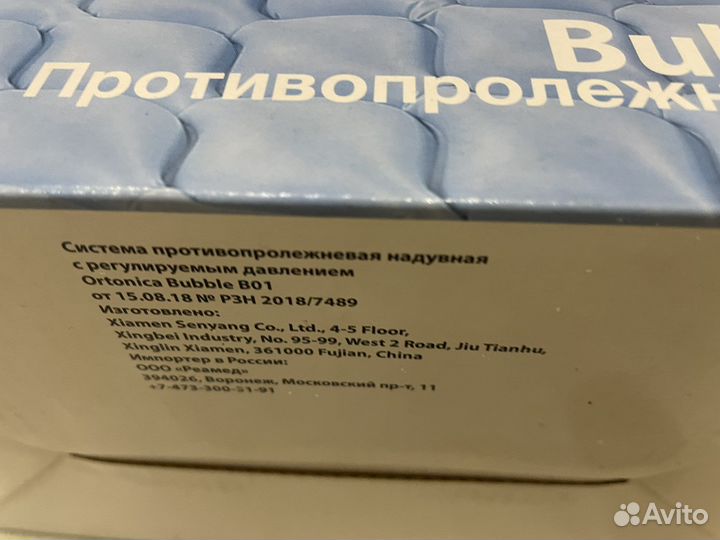 Bub
Противопролежн
Система противопролежневая надувная
с регулируемым давлением
Ortonica Bubble B01
от 15.08.18 № РЗН 2018/7489
Изготовлено:
Xiamen Senyang Co., Ltd., 4-5 Floor,
Xingbei Industry, No. 95-99, West 2 Road, Jiu Tianhu,
Xinglin Xiamen, 361000 Fujian, China
Импортер в России:
ООО «Реамед»
394026, Воронеж, Московский пр-т, 11
+7-473-300-31-91
Avito